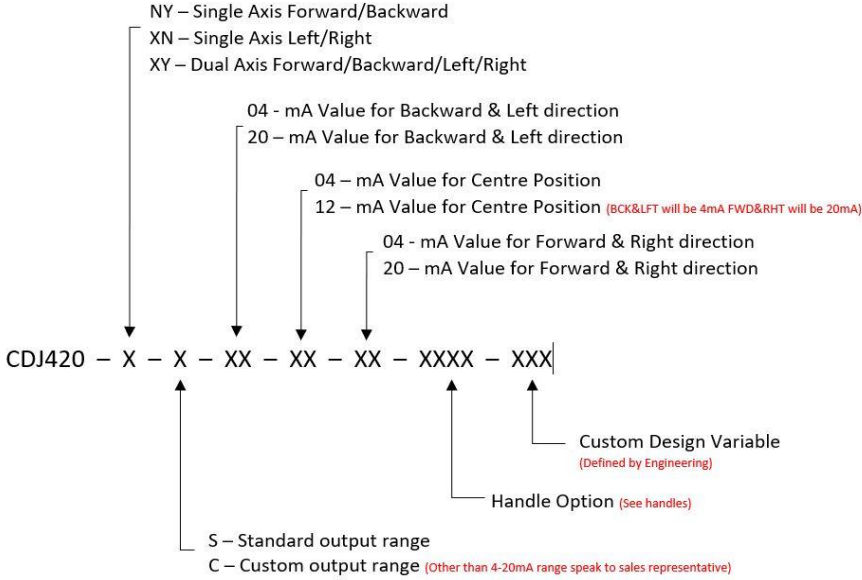 NY – Single Axis Forward/Backward
XN – Single Axis Left/Right
XY – Dual Axis Forward/Backward/Left/Right
04 - mA Value for Backward & Left direction
20 – mA Value for Backward & Left direction
04 – mA Value for Centre Position
12 – mA Value for Centre Position (BCK&LFT will be 4mA FWD&RHT will be 20mA)
04 - mA Value for Forward & Right direction
20 – mA Value for Forward & Right direction
CDJ420 – X – X – XX – XX – XX – XXXX – XXX
Custom Design Variable
(Defined by Engineering)
Handle Option (See handles)
S – Standard output range
C – Custom output range (Other than 4-20mA range speak to sales representative)